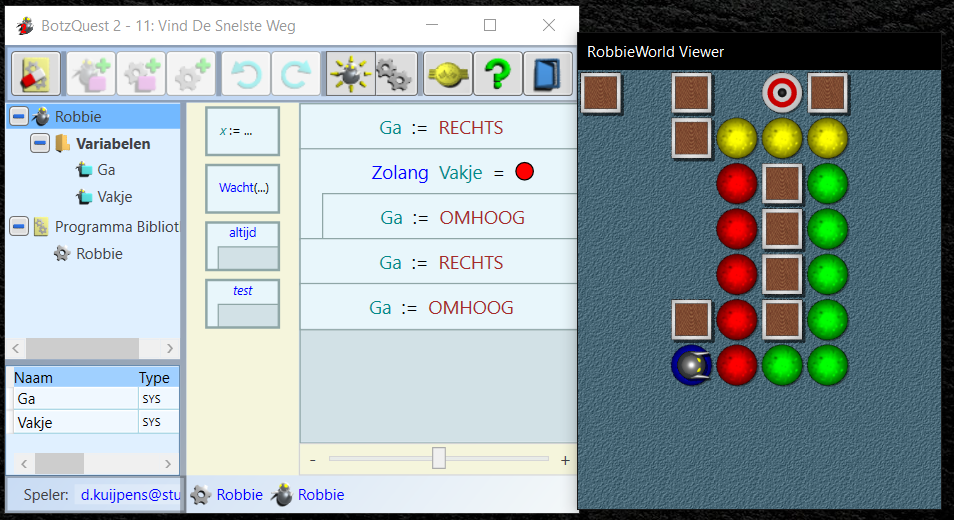 BotzQuest 2 - 11: Vind De Snelste Weg
RobbieWorld Viewer
Robbie
Variabelen
Ga
Vakje
Programma Bibliot
Robbie
x := ...
Wacht(...)
altijd
test
Ga := RECHTS
Zolang Vakje =
Ga := OMHOOG
Ga := RECHTS
Ga := OMHOOG
Naam Type
Ga SYS
Vakje SYS
- +
Speler: d.kuijpens@stu Robbie Robbie